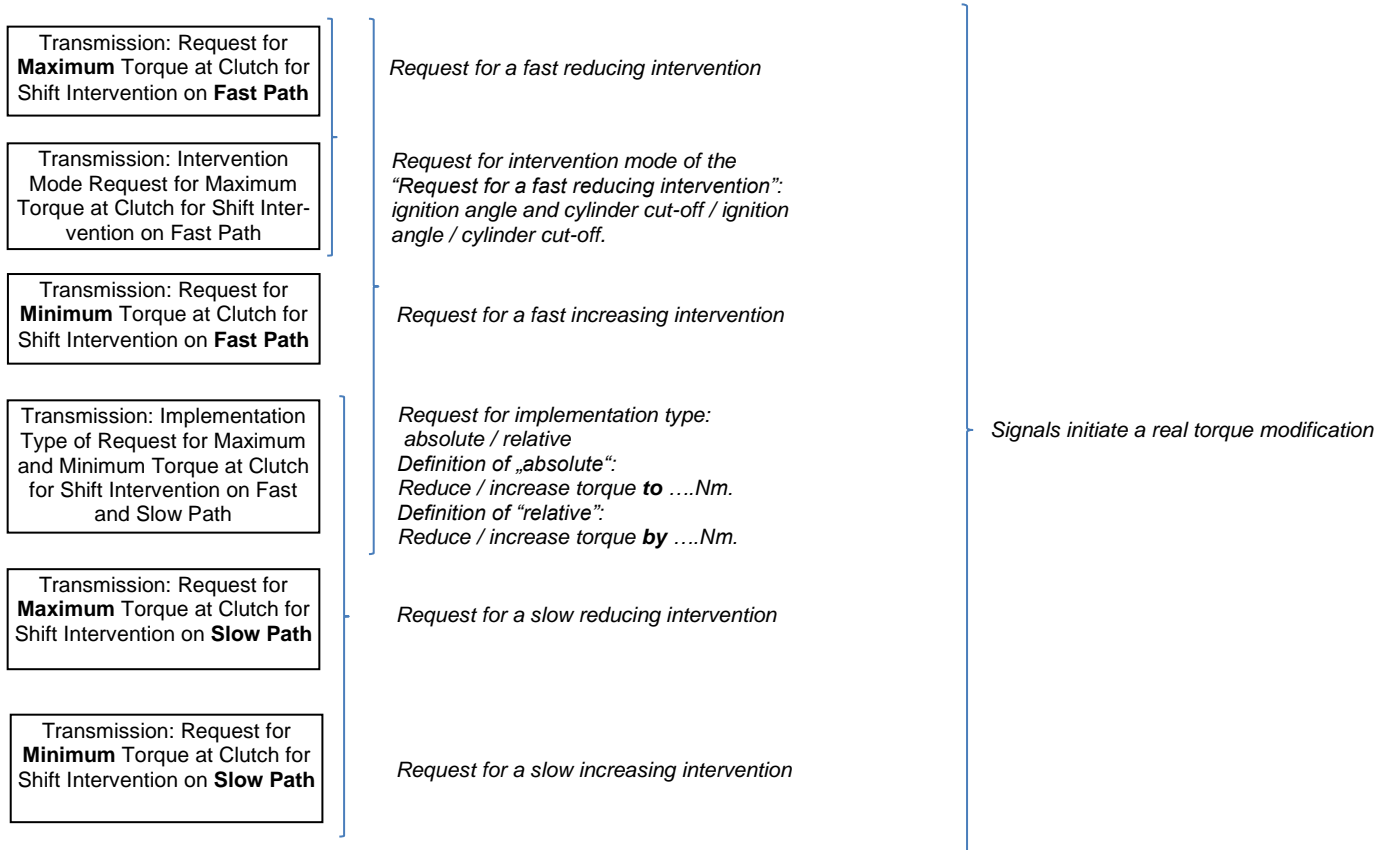 Transmission: Request for
Maximum Torque at Clutch for
Shift Intervention on Fast Path
Request for a fast reducing intervention
Transmission: Intervention
Mode Request for Maximum
Torque at Clutch for Shift Inter-
vention on Fast Path
Request for intervention mode of the
“Request for a fast reducing intervention”:
ignition angle and cylinder cut-off / ignition
angle / cylinder cut-off.
Transmission: Request for
Minimum Torque at Clutch for
Shift Intervention on Fast Path
Request for a fast increasing intervention
Transmission: Implementation
Type of Request for Maximum
and Minimum Torque at Clutch
for Shift Intervention on Fast
and Slow Path
Request for implementation type:
absolute / relative
Definition of „absolute“:
Reduce / increase torque to ….Nm.
Definition of “relative”:
Reduce / increase torque by ….Nm.
Signals initiate a real torque modification
Transmission: Request for
Maximum Torque at Clutch for
Shift Intervention on Slow Path
Request for a slow reducing intervention
Transmission: Request for
Minimum Torque at Clutch for
Shift Intervention on Slow Path
Request for a slow increasing intervention